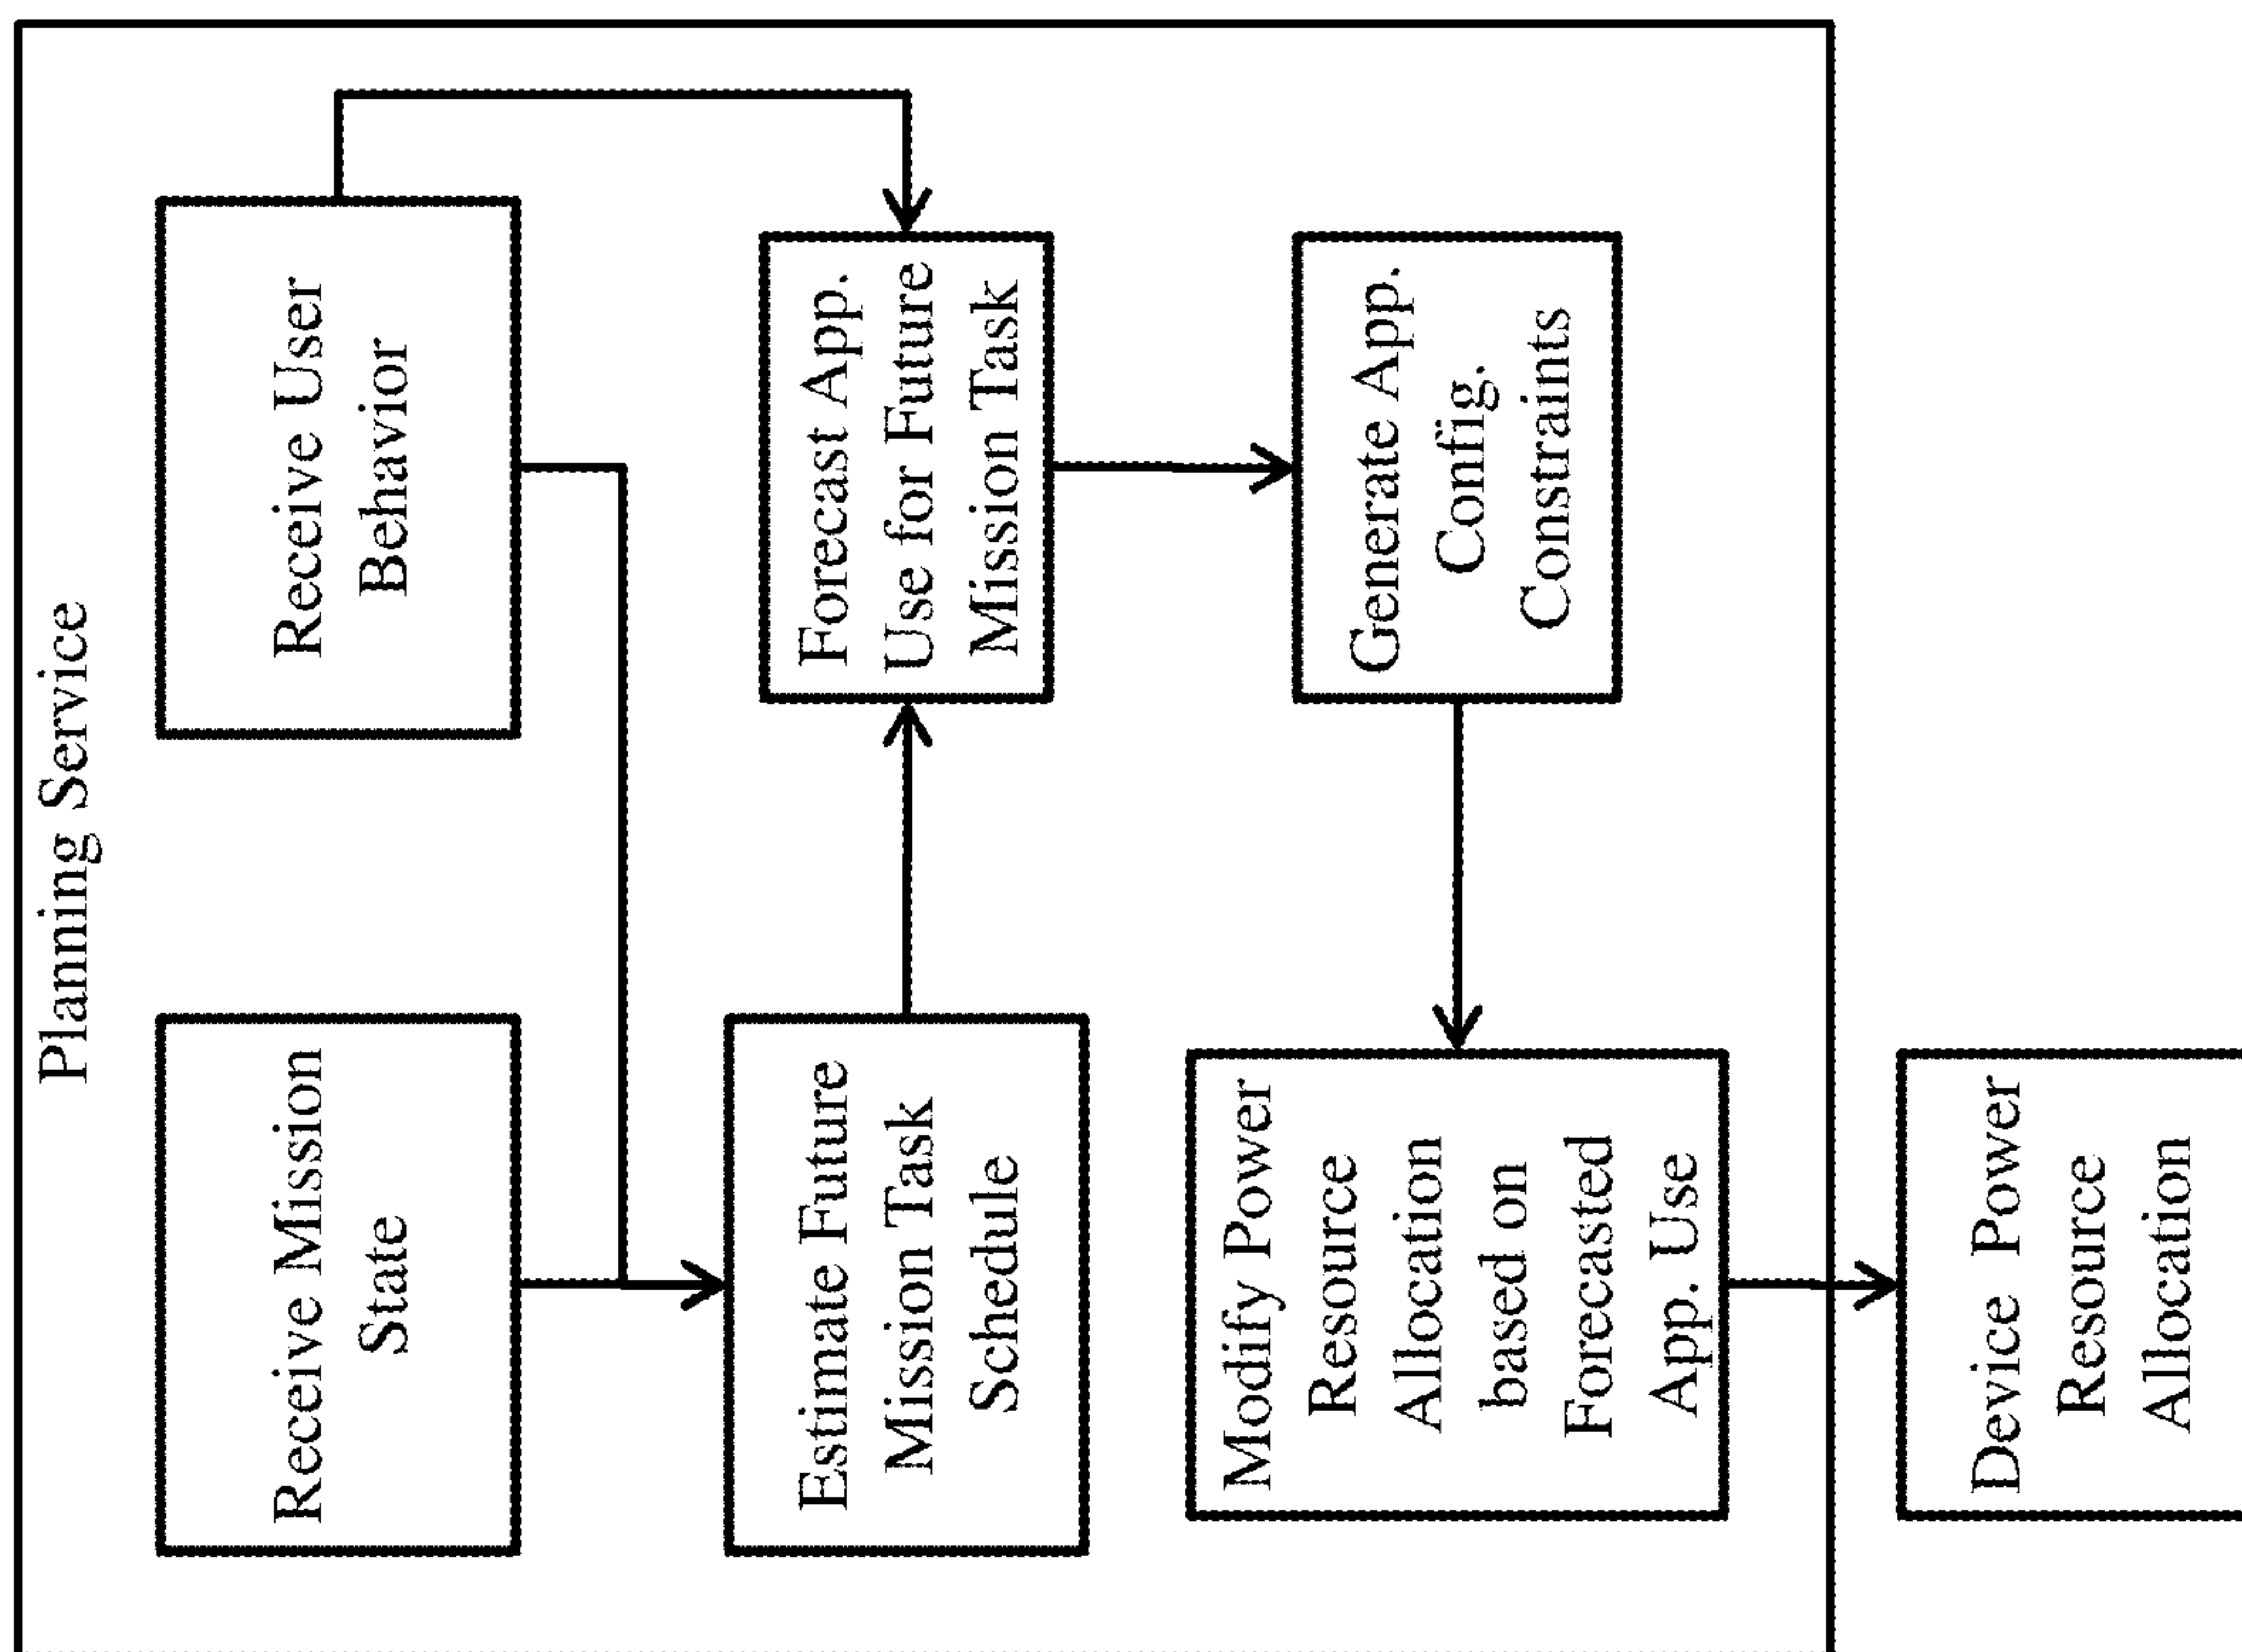 Planning Service
Receive Mission
State
Receive User
Behavior
Estimate Future
Mission Task
Schedule
Forecast App.
Use for Future
Mission Task
Modify Power
Resource
Allocation
based on
Forecasted
App. Use
Generate App.
Config.
Constraints
Device Power
Resource
Allocation